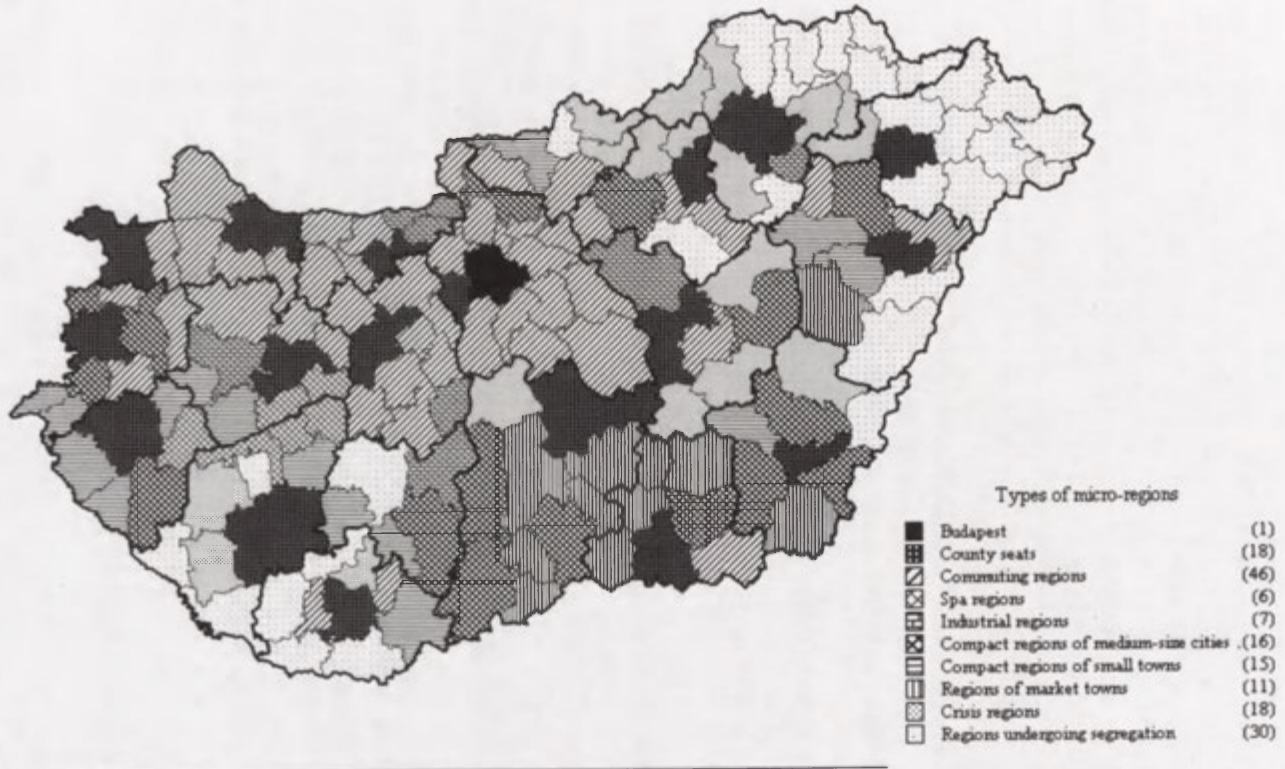 Types of micro-regions
Budapest (1)
County seats (18)
Commuting regions (46)
Spa regions (6)
Industrial regions (7)
Compact regions of medium-size cities .(16)
Compact regions of small towns (15)
Regions of market towns (11)
Crisis regions (18)
Regions undergoing segregation (30)